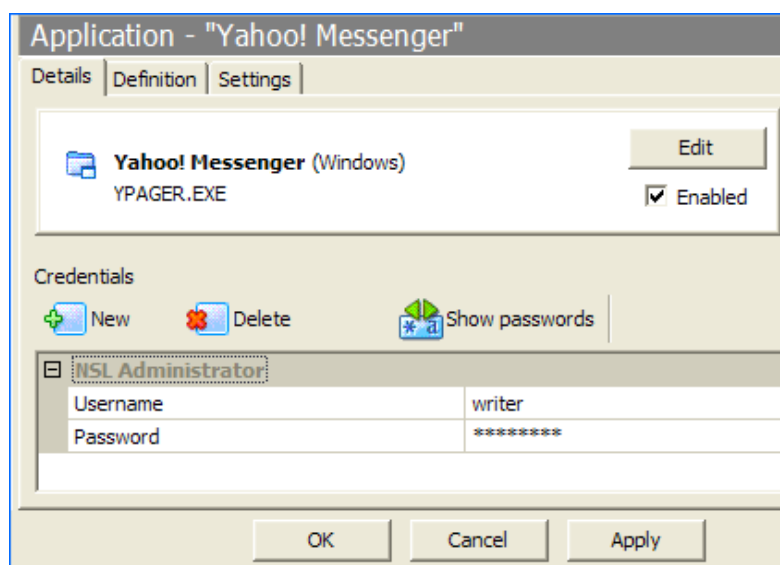 Application - "Yahoo! Messenger"
Details Definition Settings
Yahoo! Messenger (Windows)
Edit
YPAGER.EXE
Enabled
Credentials
New Delete Show passwords
NSL Administrator
Username writer
Password ********
OK Cancel Apply